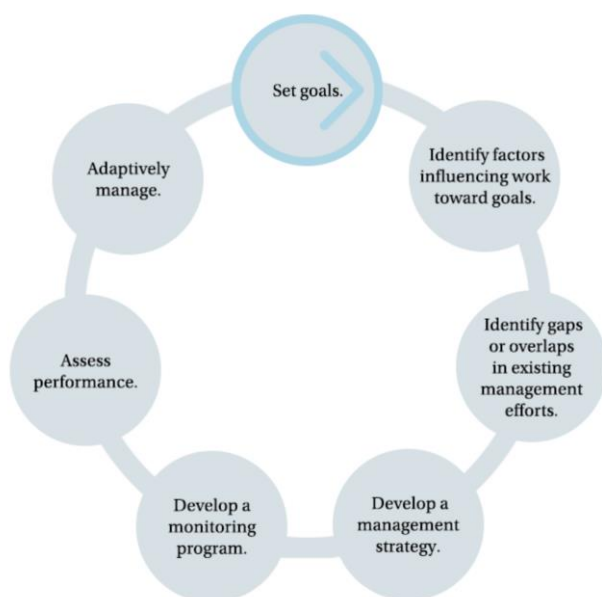 Set goals.
Identify factors
influencing work
toward goals.
Identify gaps
or overlaps
in existing
management
efforts.
Develop a
management
strategy.
Develop a
monitoring
program.
Assess
performance.
Adaptively
manage.